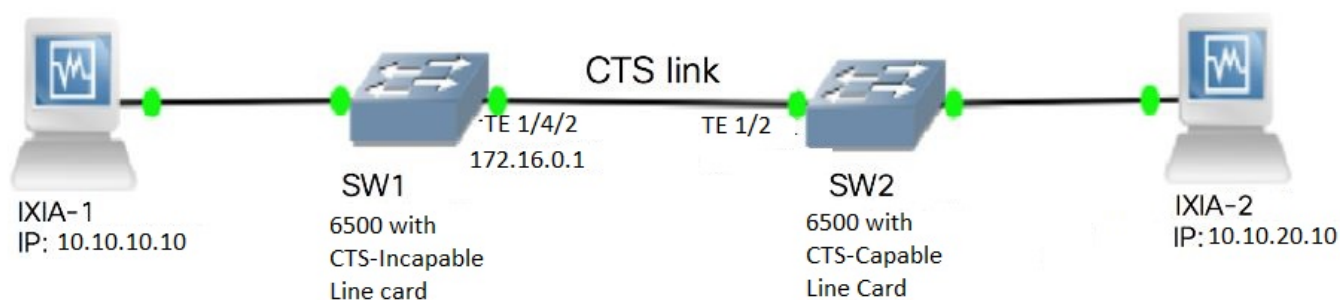 CTS link
TE 1/4/2
172.16.0.1
TE 1/2
IXIA-1
IP: 10.10.10.10
SW1
6500 with
CTS-Incapable
Line card
SW2
6500 with
CTS-Capable
Line Card
IXIA-2
IP: 10.10.20.10